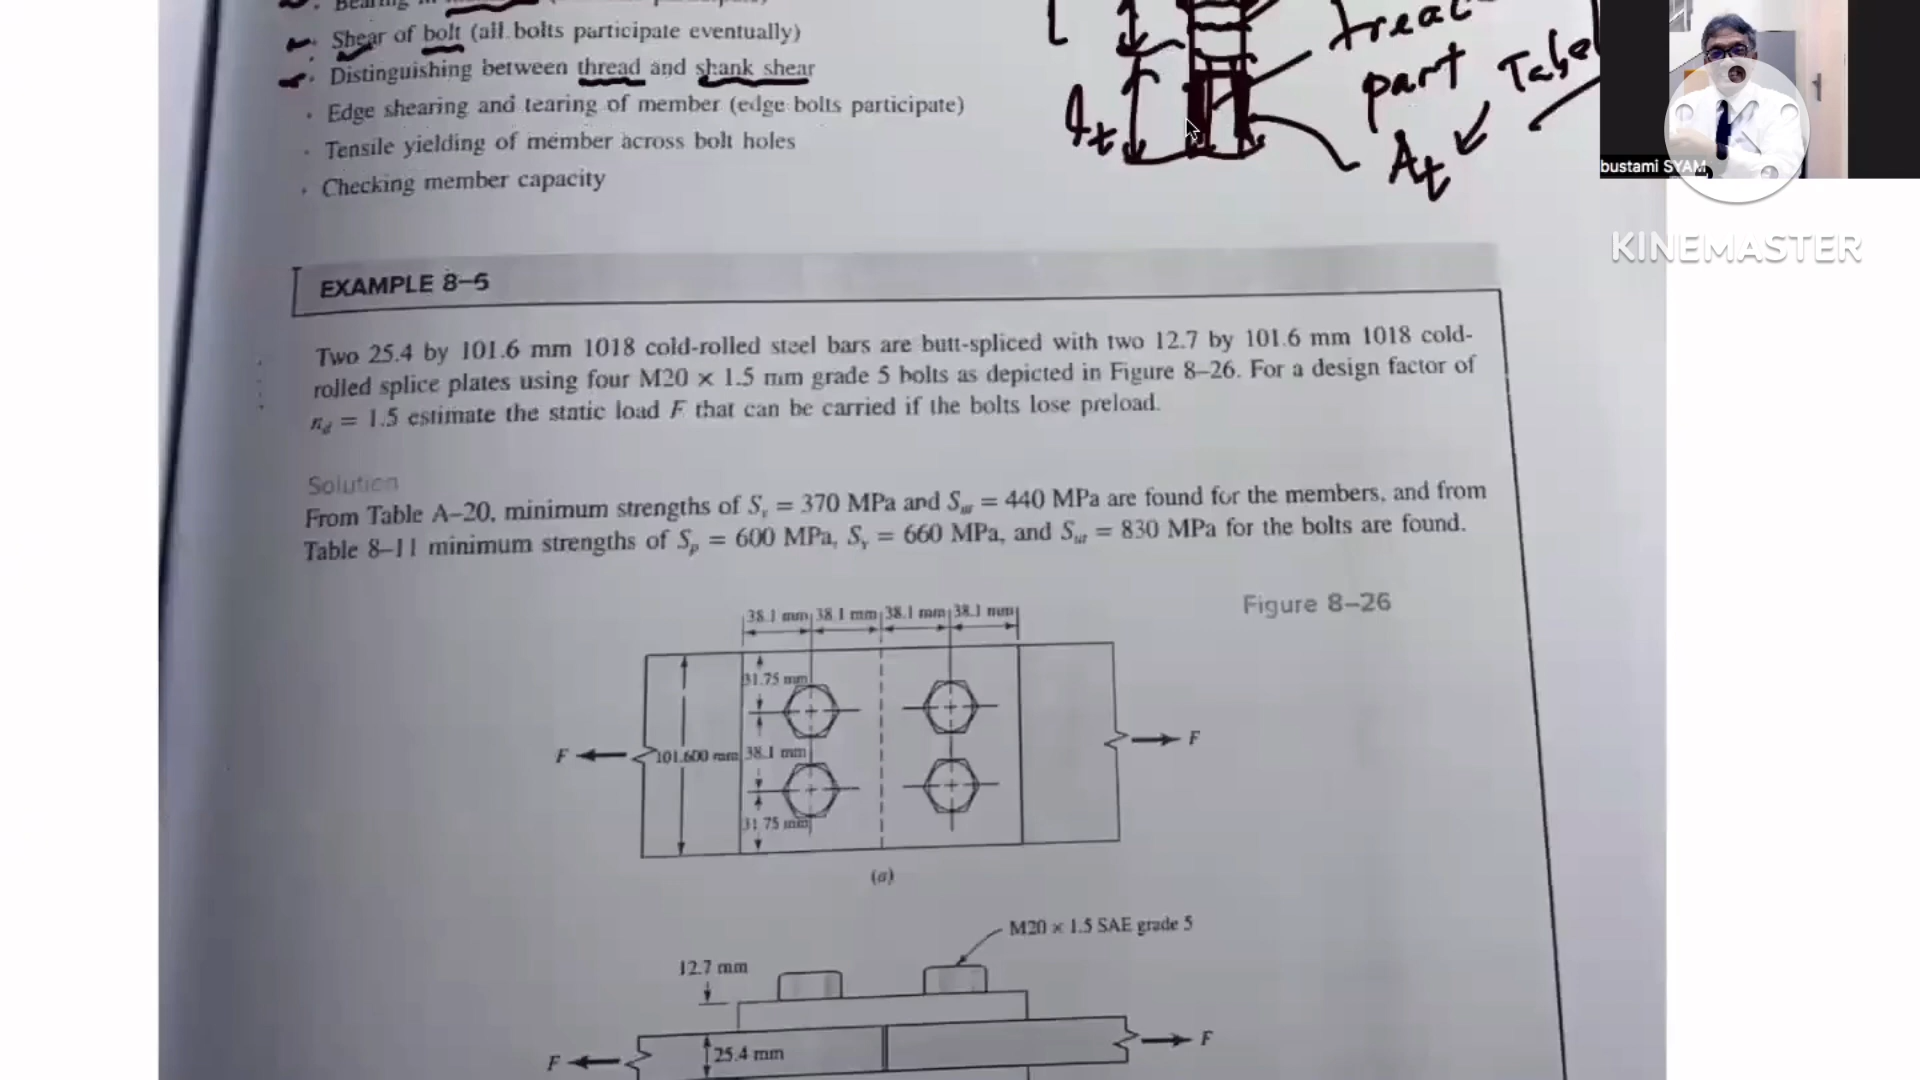 Bearing in
Shear of bolt (all bolts participate eventually)
Distinguishing between thread and shank shear
Edge shearing and tearing of member (edge bolts participate)
Tensile yielding of member across bolt holes
Checking member capacity
L
At
part
Tabel
At
bustami SYAM
KINEMASTER
EXAMPLE 8–5
Two 25.4 by 101.6 mm 1018 cold-rolled steel bars are butt-spliced with two 12.7 by 101.6 mm 1018 cold-
rolled splice plates using four M20 × 1.5 mm grade 5 bolts as depicted in Figure 8–26. For a design factor of
nd = 1.5 estimate the static load F that can be carried if the bolts lose preload.
Solution
From Table A–20, minimum strengths of Sy = 370 MPa and Sut = 440 MPa are found for the members, and from
Table 8–11 minimum strengths of Sp = 600 MPa, Sy = 660 MPa, and Sut = 830 MPa for the bolts are found.
Figure 8–26
38.1 mm 38.1 mm 38.1 mm 38.1 mm
31.75 mm
F 101.600 mm 38.1 mm F
31.75 mm
(a)
M20 × 1.5 SAE grade 5
12.7 mm
F 25.4 mm F